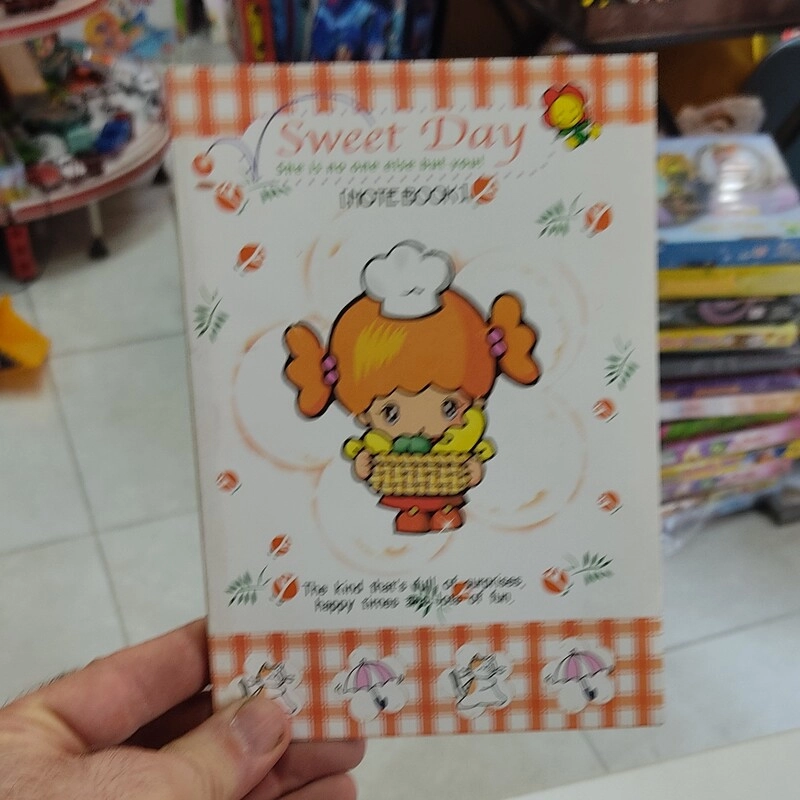 Sweet Day
She is no one else but you!
NOTE BOOK
The kind that's full of surprises,
happy times and lots of fun.